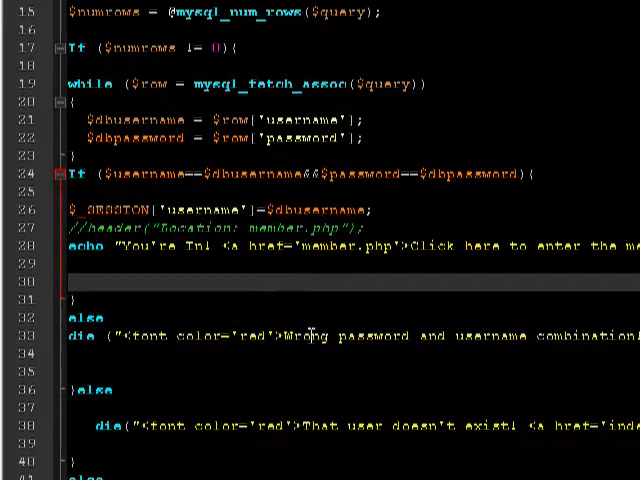 15 $numrows = @mysql_num_rows($query);
16
17 If ($numrows != 0){
18
19 while ($row = mysql_fetch_assoc($query))
20 {
21 $dbusername = $row['username'];
22 $dbpassword = $row['password'];
23 }
24 If ($username==$dbusername&&$password==$dbpassword){
25
26 $_SESSION['username']=$dbusername;
27 //header("Location: member.php");
28 echo "You're In! <a href='member.php'>Click here to enter the me
29
30
31 }
32 else
33 die ("<font color='red'>Wrong password and username combination!
34
35
36 }else
37
38 die("<font color='red'>That user doesn't exist! <a href='inde
39
40 }
41 else